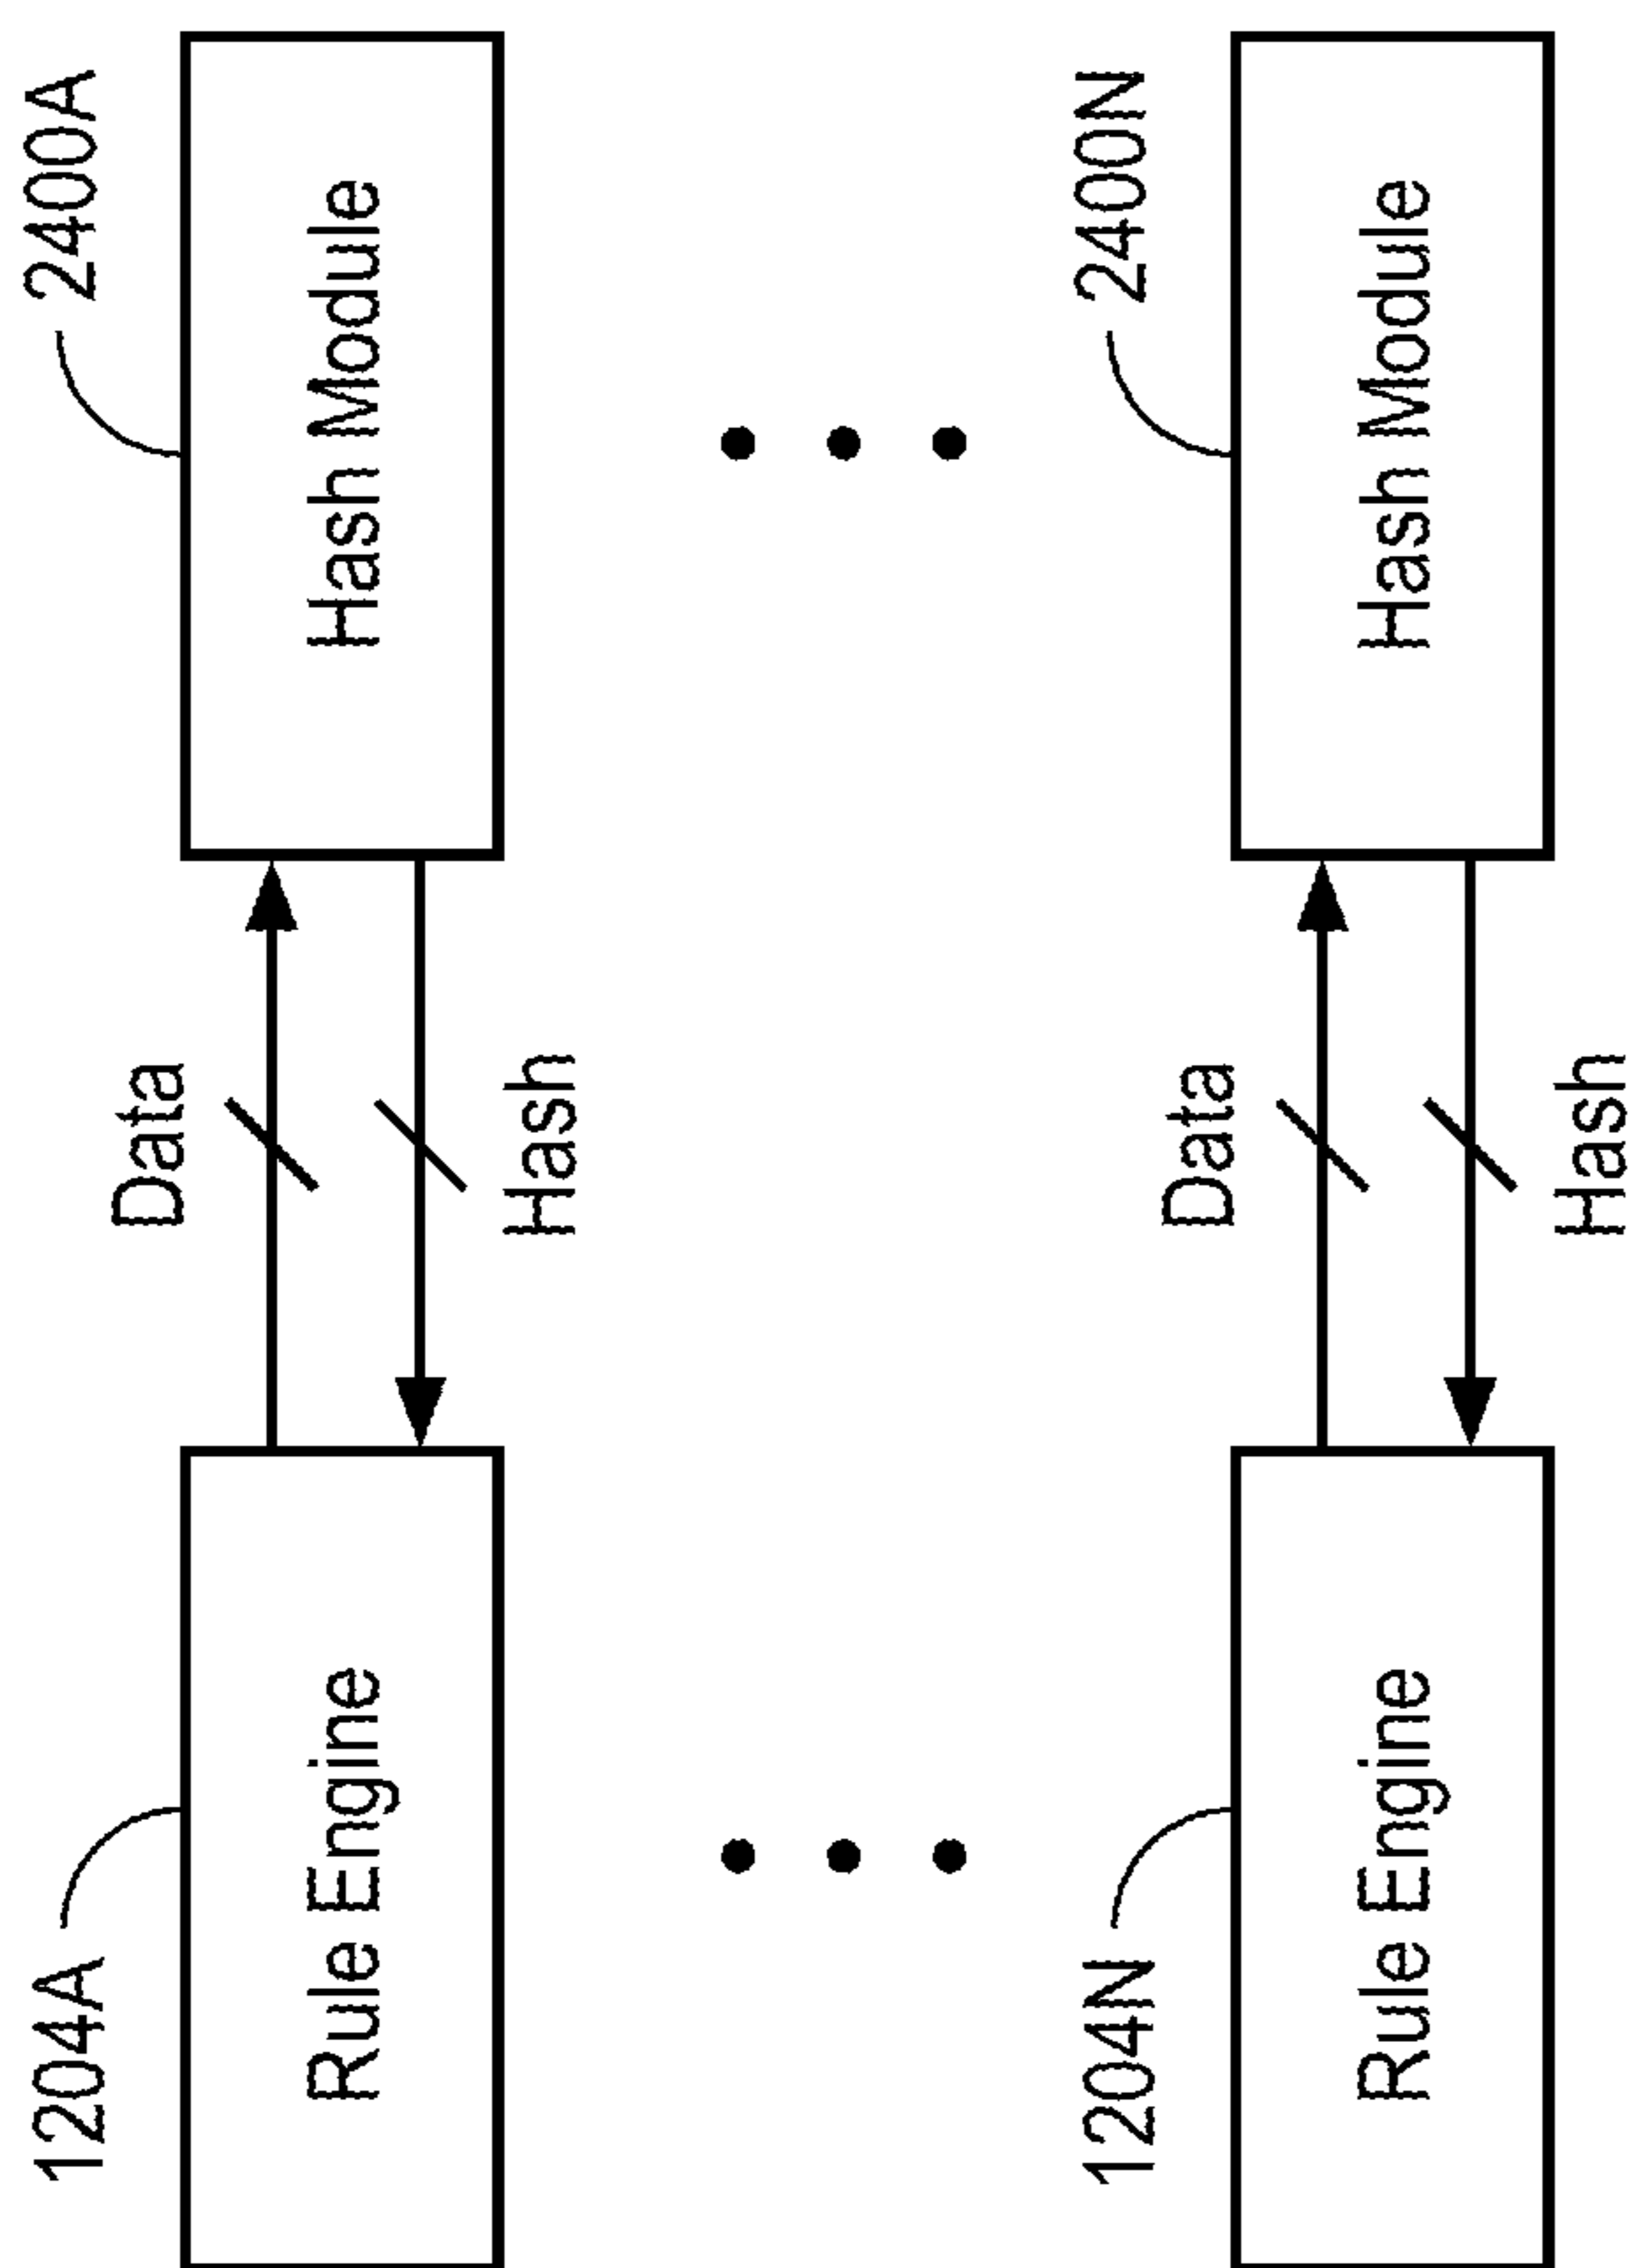 1204A
Rule Engine
Data
Hash
2400A
Hash Module
1204N
Rule Engine
Data
Hash
2400N
Hash Module